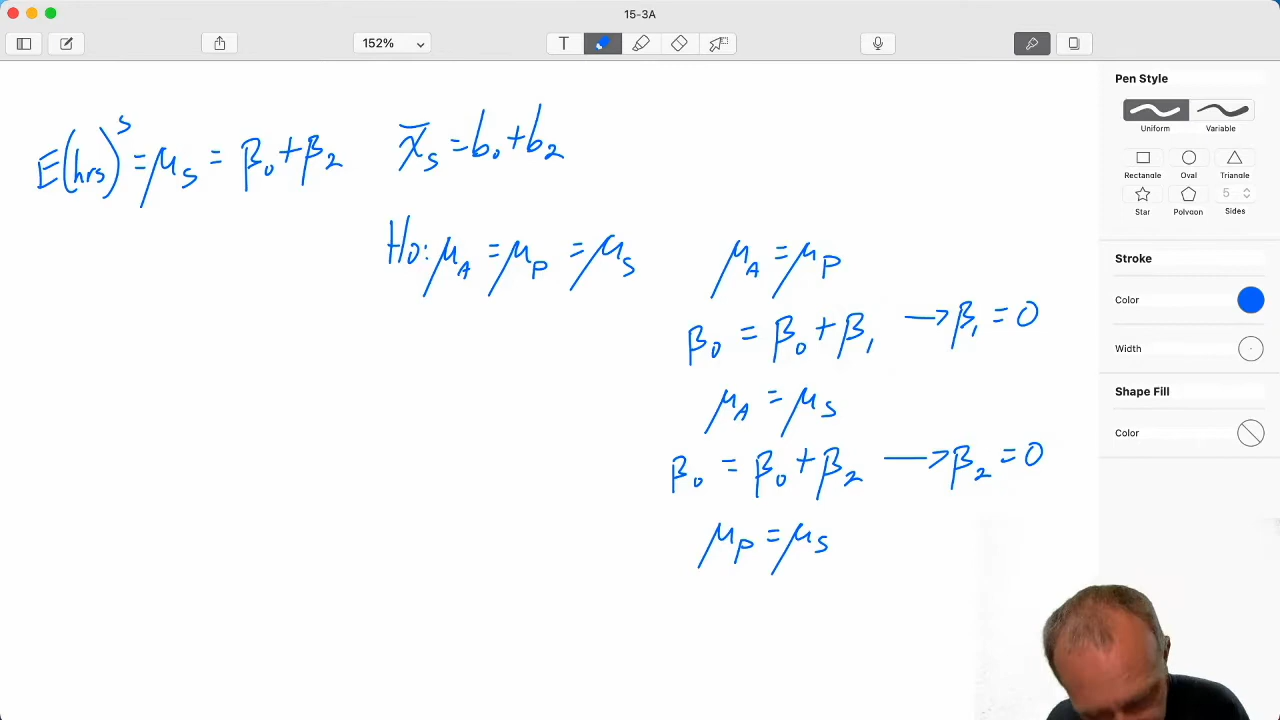 15-3A
152%
T
Pen Style
Uniform
Variable
Rectangle
Oval
Triangle
Star
Polygon
5
Sides
Stroke
Color
Width
Shape Fill
Color
E(hrs)^S = μ_S = β_0 + β_2
x̄_S = b_0 + b_2
H0: μ_A = μ_P = μ_S
μ_A = μ_P
β_0 = β_0 + β_1 → β_1 = 0
μ_A = μ_S
β_0 = β_0 + β_2 → β_2 = 0
μ_P = μ_S